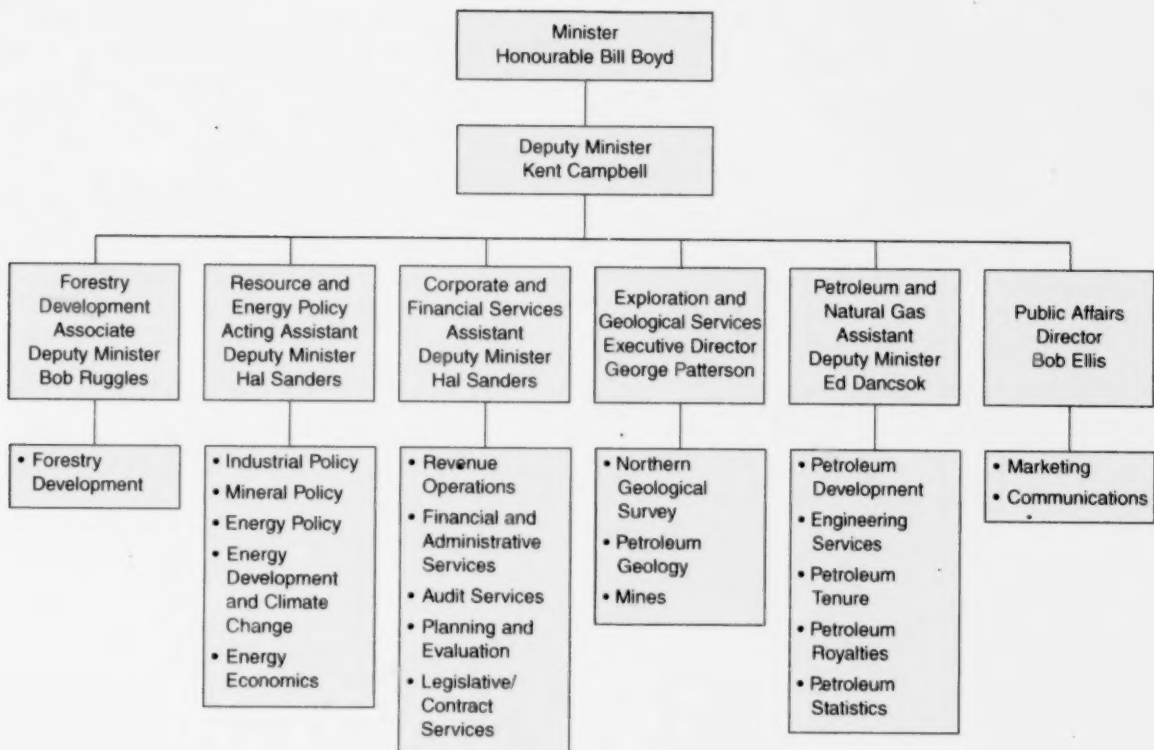 Minister
Honourable Bill Boyd
Deputy Minister
Kent Campbell
Forestry
Development
Associate
Deputy Minister
Bob Ruggles
• Forestry
Development
Resource and
Energy Policy
Acting Assistant
Deputy Minister
Hal Sanders
• Industrial Policy
• Mineral Policy
• Energy Policy
• Energy
Development
and Climate
Change
• Energy
Economics
Corporate and
Financial Services
Assistant
Deputy Minister
Hal Sanders
• Revenue
Operations
• Financial and
Administrative
Services
• Audit Services
• Planning and
Evaluation
• Legislative/
Contract
Services
Exploration and
Geological Services
Executive Director
George Patterson
• Northern
Geological
Survey
• Petroleum
Geology
• Mines
Petroleum and
Natural Gas
Assistant
Deputy Minister
Ed Dancsok
• Petroleum
Development
• Engineering
Services
• Petroleum
Tenure
• Petroleum
Royalties
• Petroleum
Statistics
Public Affairs
Director
Bob Ellis
• Marketing
• Communications